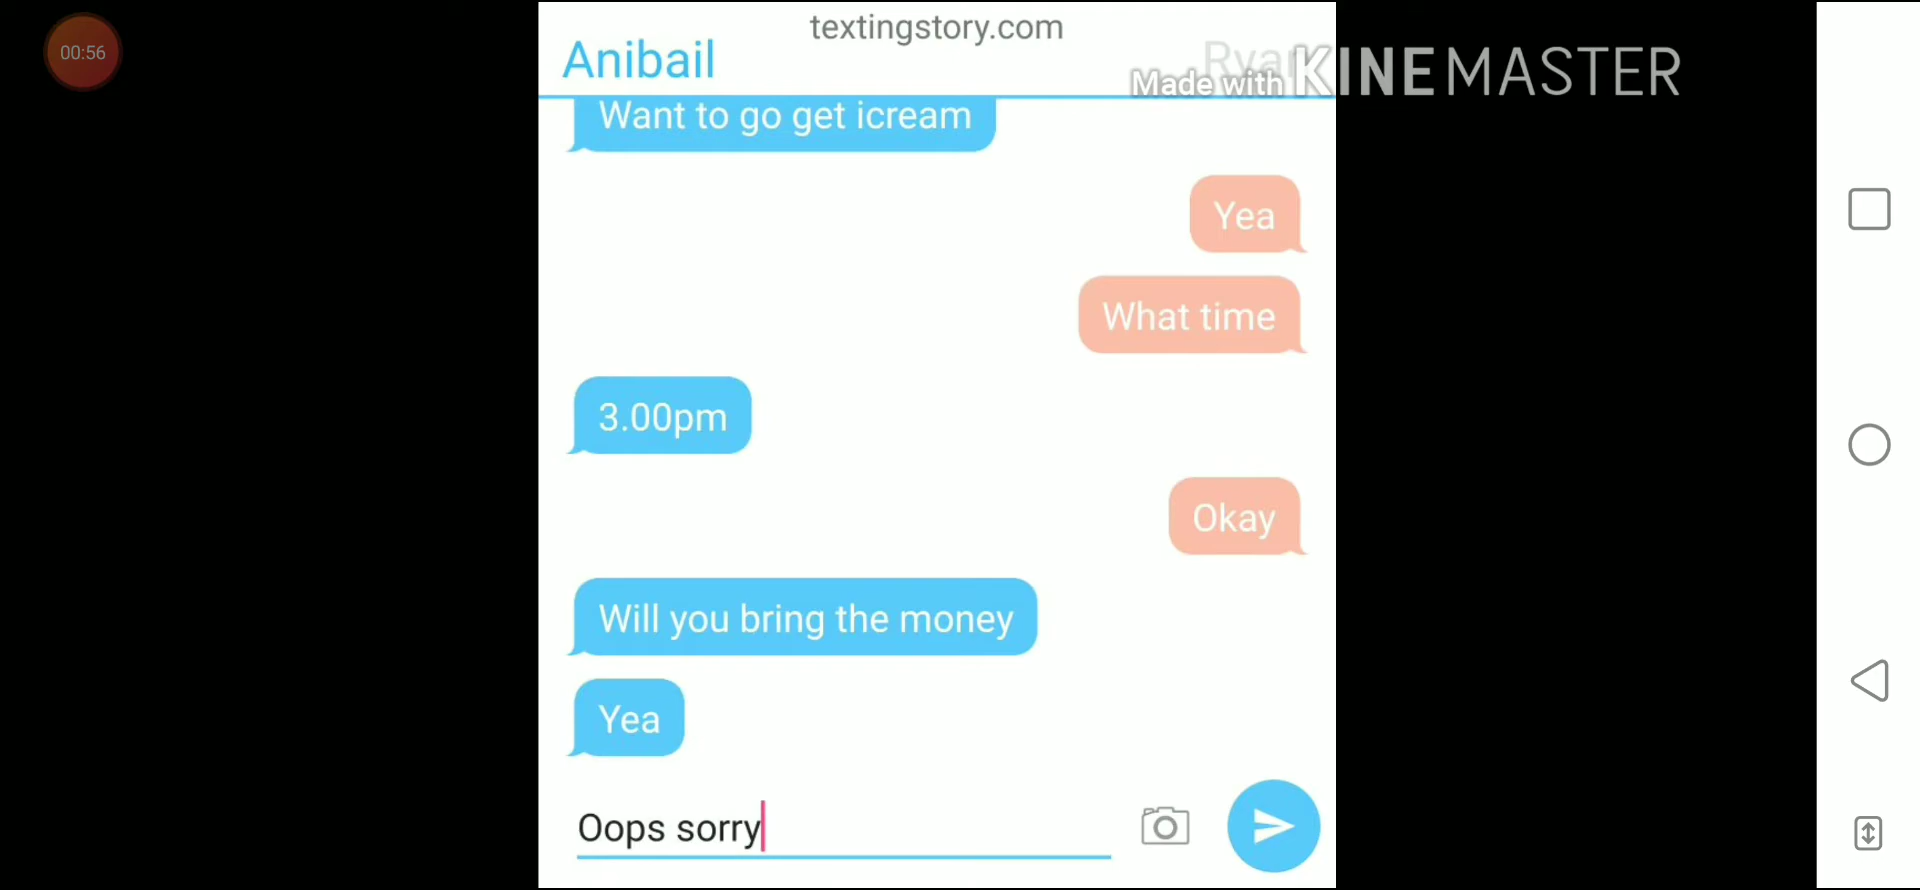 00:56
textingstory.com
Anibail
Made with KINEMASTER
Want to go get icream
Yea
What time
3.00pm
Okay
Will you bring the money
Yea
Oops sorry